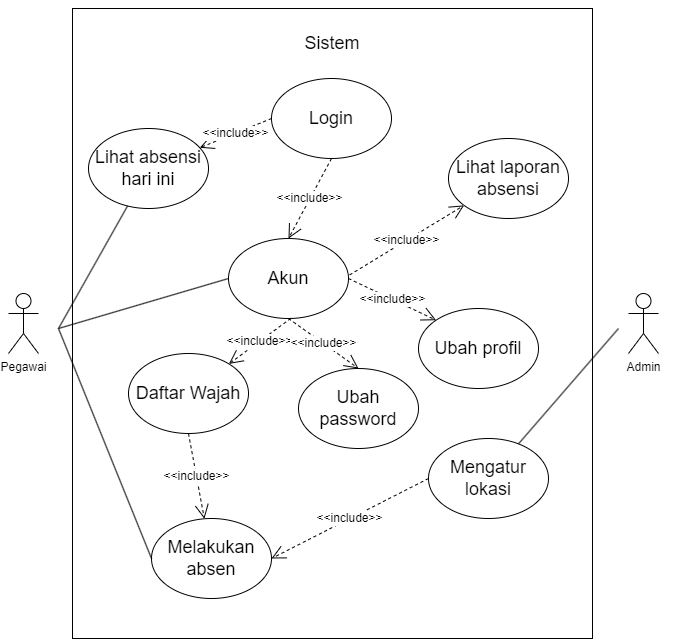 Sistem
Login
<<include>>
Lihat absensi
hari ini
Lihat laporan
absensi
<<include>>
<<include>>
Akun
<<include>>
Pegawai
Admin
<<include>>
<<include>>
Ubah profil
Daftar Wajah
Ubah
password
Mengatur
lokasi
<<include>>
<<include>>
Melakukan
absen